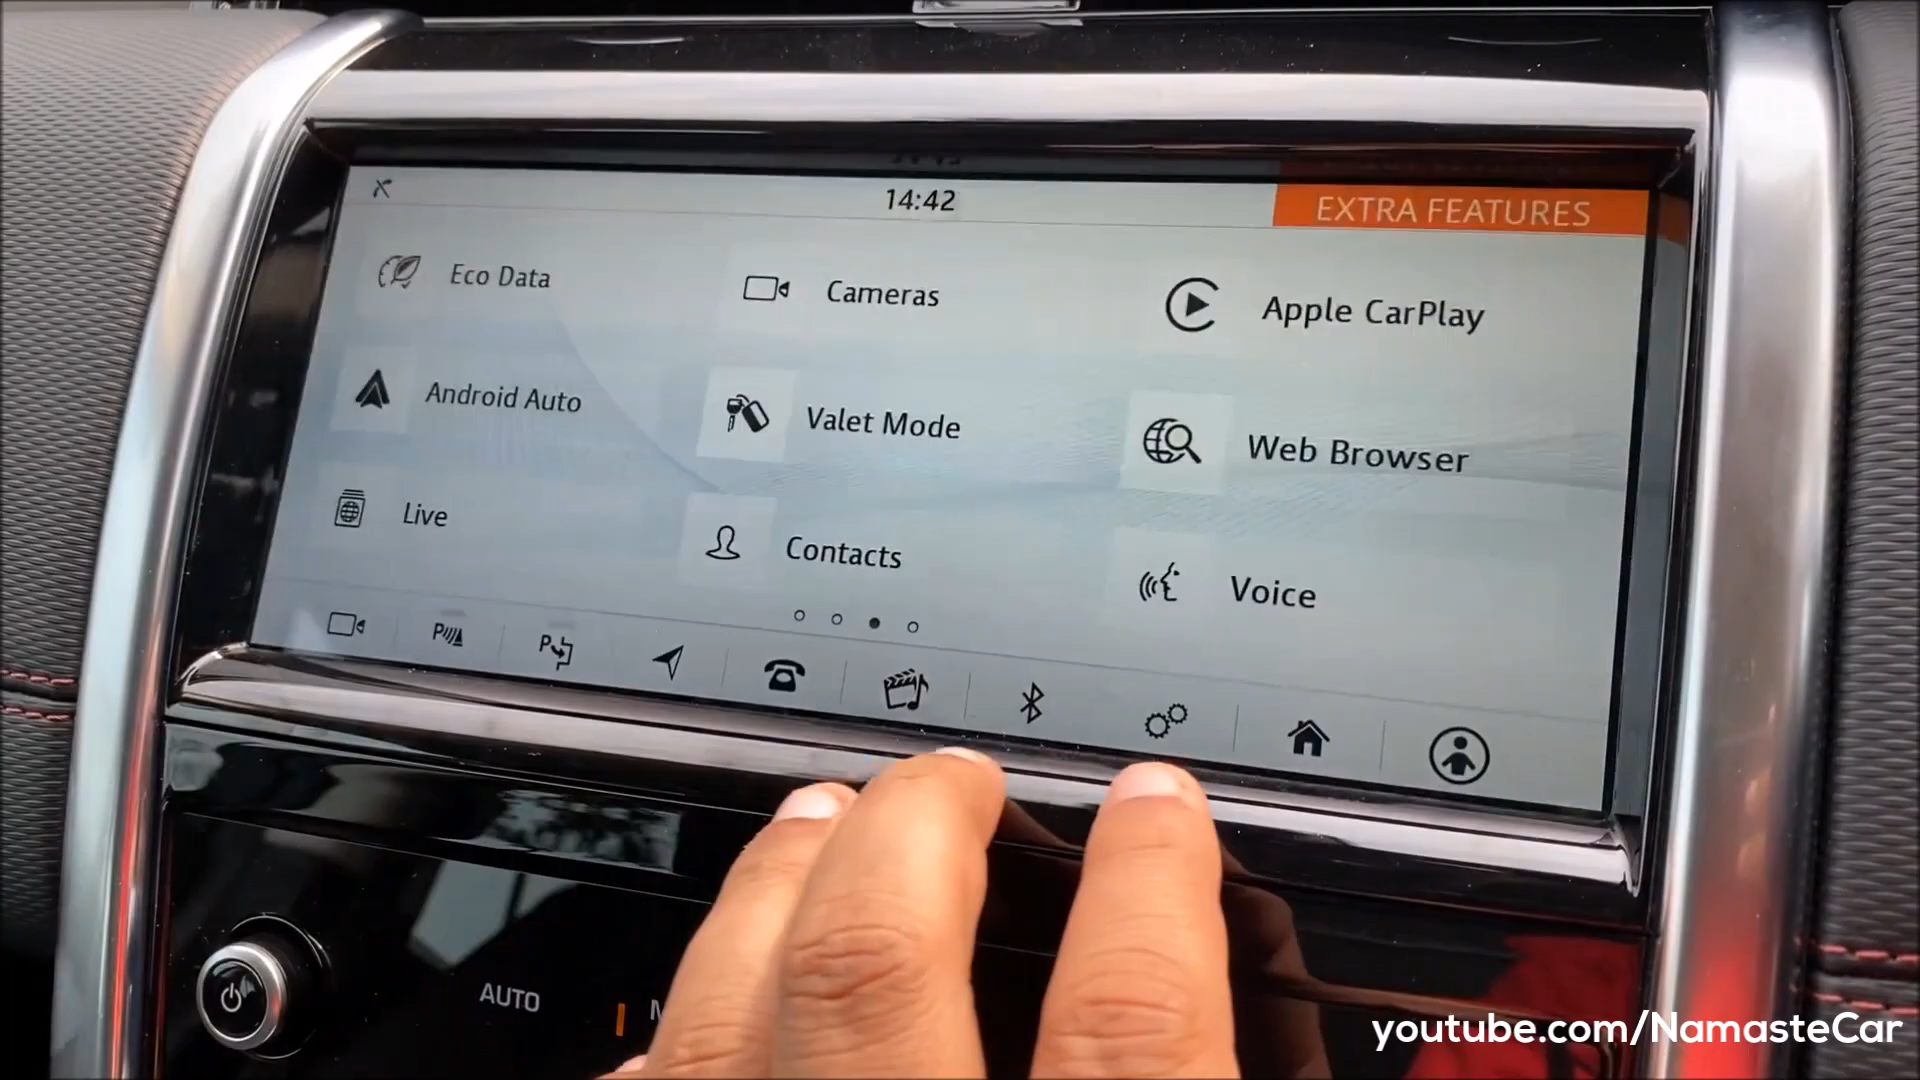 14:42
EXTRA FEATURES
Eco Data
Cameras
Apple CarPlay
Android Auto
Valet Mode
Web Browser
Live
Contacts
Voice
P
P
AUTO
youtube.com/NamasteCar